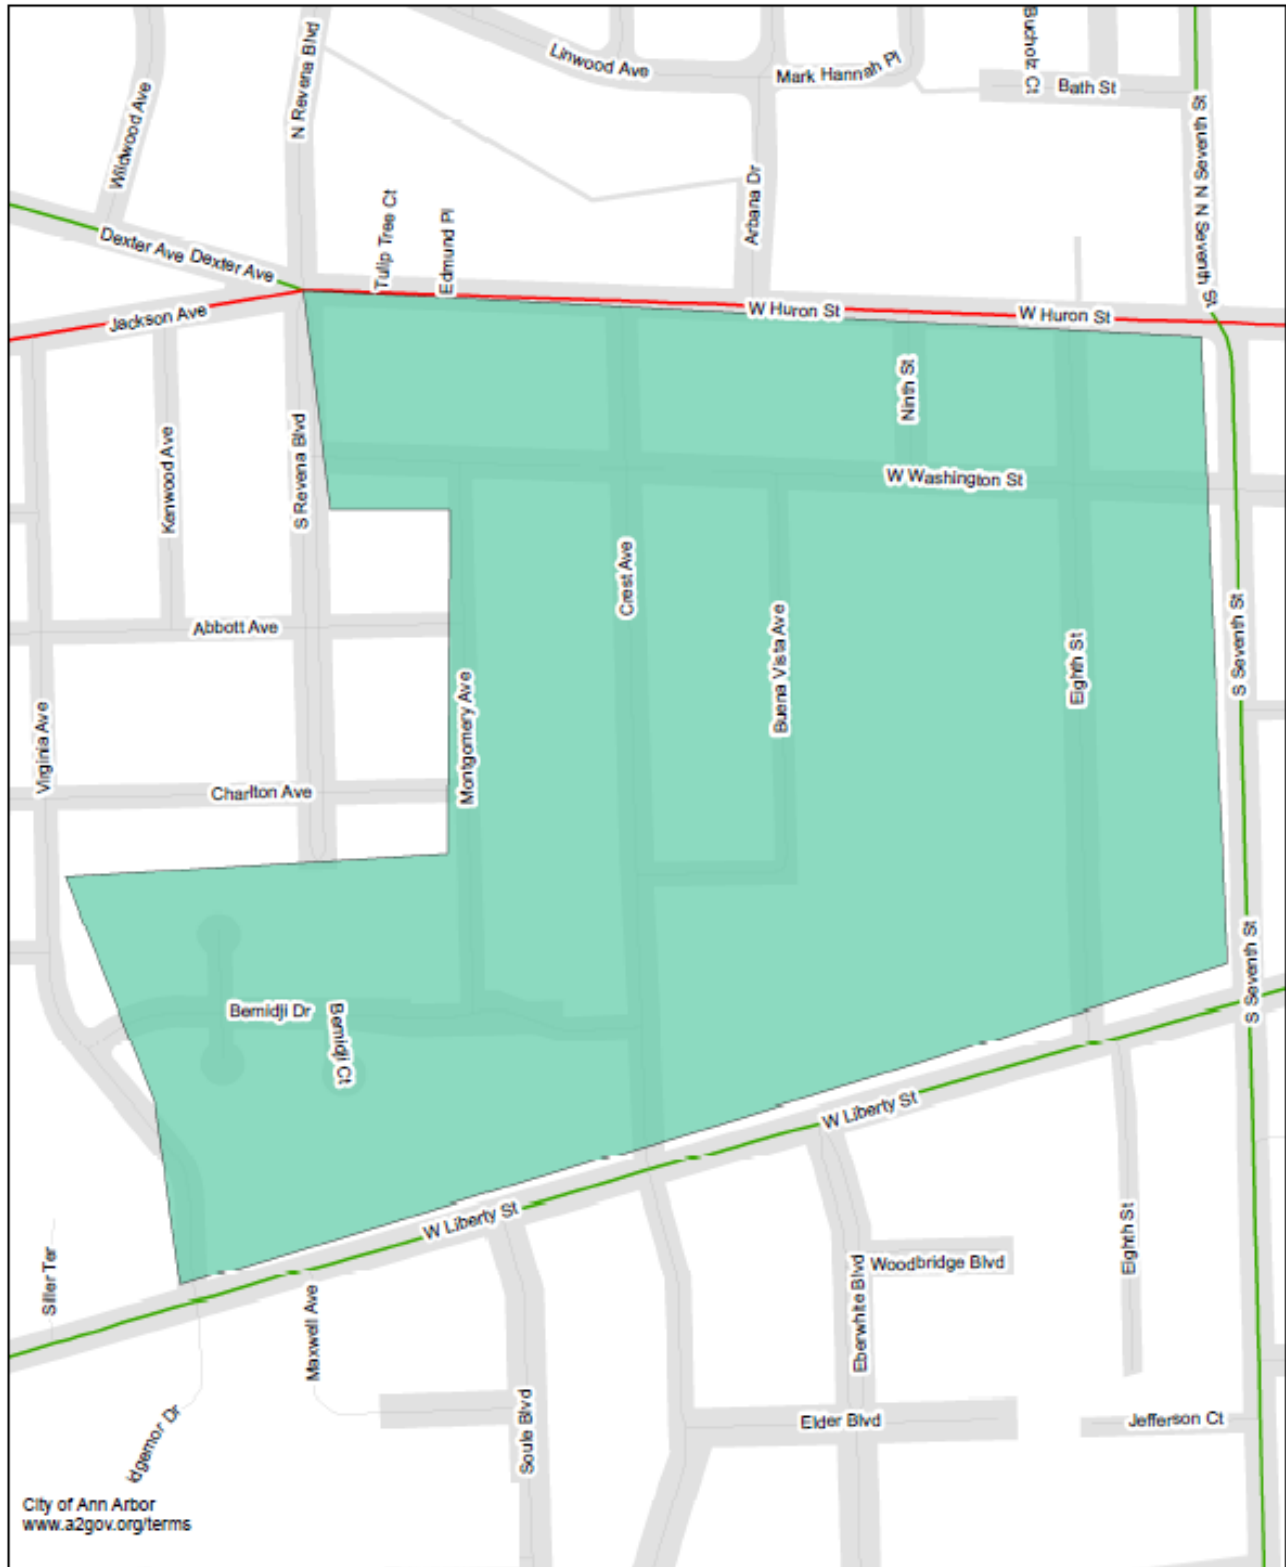 Linwood Ave
Mark Hannah Pl
Bucholz Ct
Bath St
N Revena Blvd
Wildwood Ave
N Seventh St
N Seventh St
Arbana Dr
Tulip Tree Ct
Edmund Pl
Dexter Ave
Dexter Ave
Jackson Ave
W Huron St
W Huron St
Ninth St
Kenwood Ave
S Revena Blvd
W Washington St
Crest Ave
Abbott Ave
Buena Vista Ave
Eighth St
S Seventh St
Montgomery Ave
Virginia Ave
Charlton Ave
S Seventh St
Bemidji Dr
Bemidji Ct
W Liberty St
W Liberty St
Siller Ter
Maxwell Ave
Eighth St
Woodbridge Blvd
Eberwhite Blvd
Soule Blvd
Elder Blvd
Jefferson Ct
idgemor Dr
City of Ann Arbor
www.a2gov.org/terms